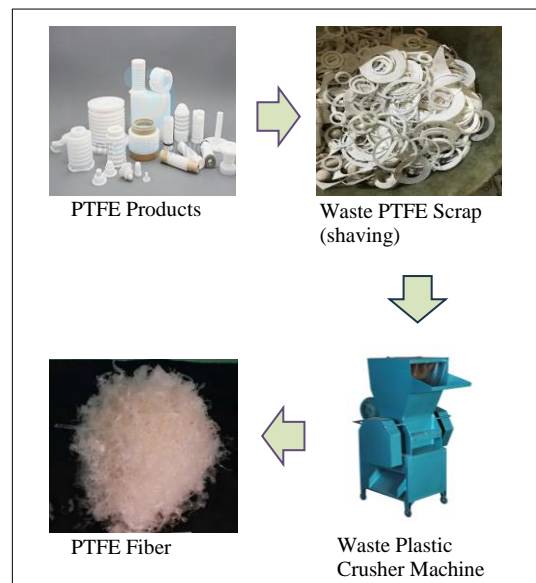 PTFE Products
Waste PTFE Scrap
(shaving)
PTFE Fiber
Waste Plastic
Crusher Machine